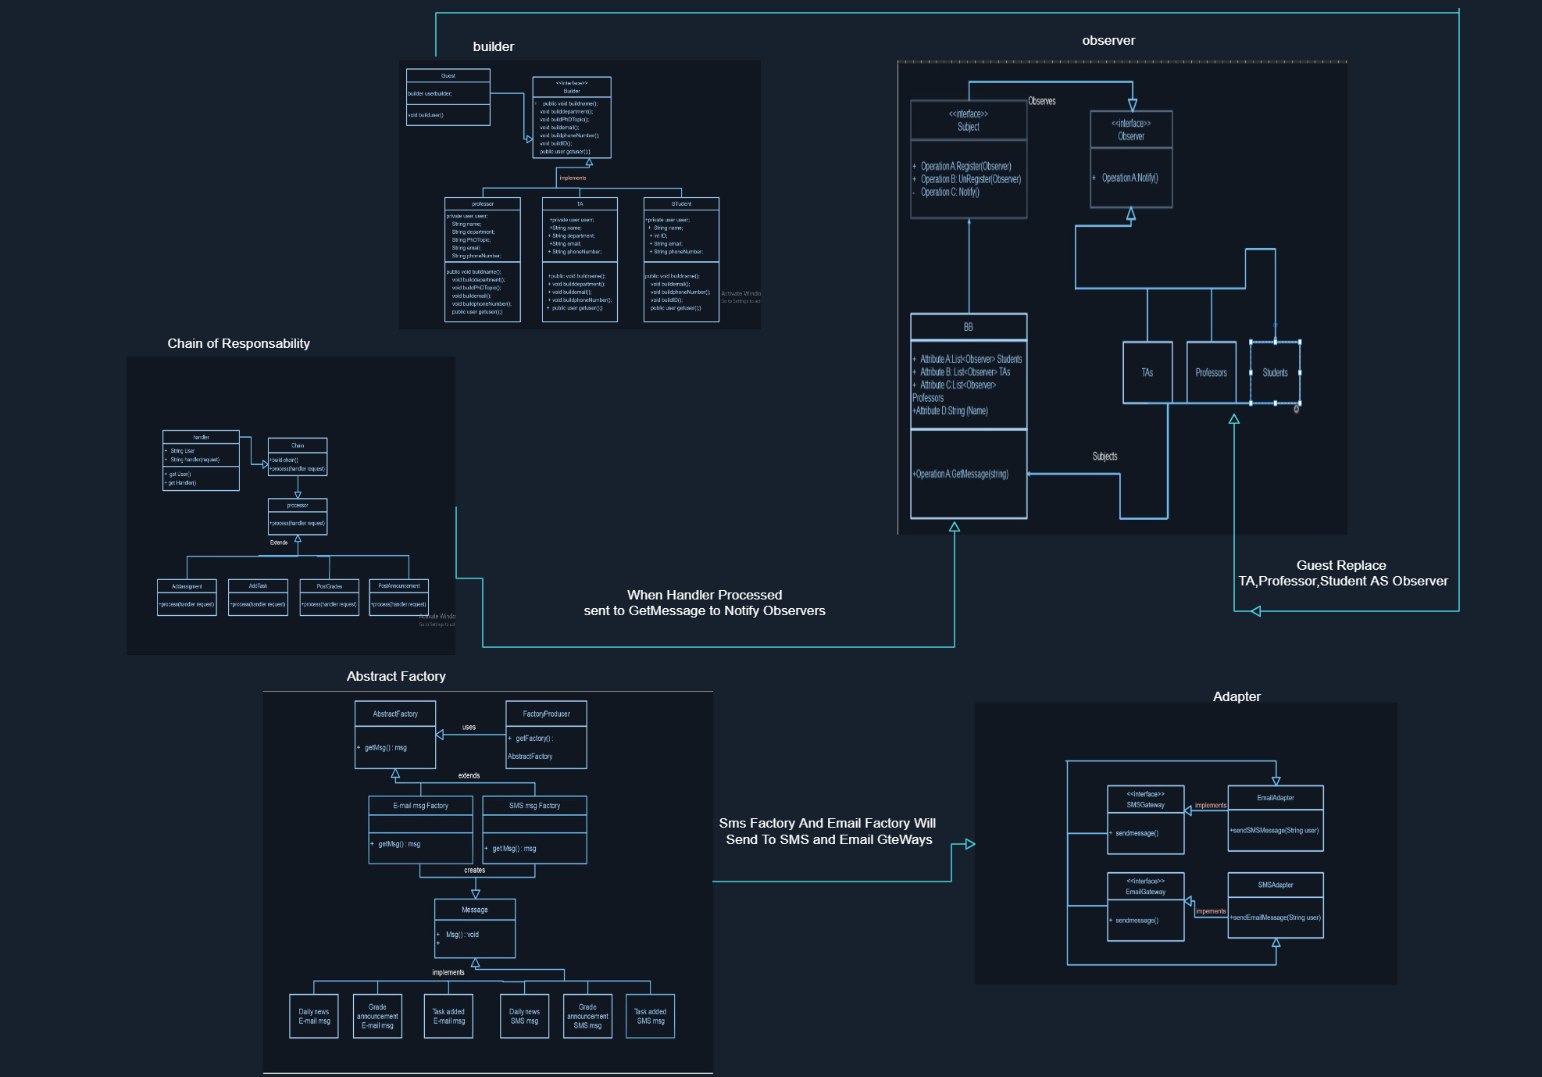 builder
Guest
builder userbuilder;
void builduser()
<<interface>>
Builder
+ public void buildname();
void builddepartment();
void buildPhDTopic();
void buildemail();
void buildphoneNumber()
void buildID();
public user getuser();}
implements
professor
private user user;
String name;
String department;
String PhDTopic;
String email;
String phoneNumber;
public void buildname();
void builddepartment();
void buildPhDTopic();
void buildemail();
void buildphoneNumber();
public user getuser();}
TA
+private user user;
+String name;
+ String department;
+String email;
+ String phoneNumber;
+public void buildname();
+ void builddepartment;
+ void buildemail();
+ void buildphoneNumber();
+ public user getuser();}
STudent
+private user user;
+ String name;
+ int ID;
+ String email;
+ String phoneNumber;
public void buildname();
void buildemail();
void buildphoneNumber();
void buildID();
public user getuser();}
Activate Windo
Go to Settings to act
observer
Observes
<<interface>>
Subject
+ Operation A:Register(Observer)
+ Operation B: UnRegister(Observer)
- Operation C: Notify()
<<interface>>
Observer
+ Operation A:Notify()
BB
+ Attribute A:List<Observer> Students
+ Attribute B: List<Observer> TAs
+ Attribute C:List<Observer>
Professors
+Attribute D:String (Name)
+Operation A:GetMessage(string)
TAs
Professors
Students
Subjects
Guest Replace
TA,Professor,Student AS Observer
Chain of Responsability
handler
+ String User
+ String handler(request)
+ get User()
+ get Handler()
Chain
+build chain()
+process(handler request)
processor
+process(handler request)
Extends
Addassigment
+process(handler request)
AddTask
+process(handler request)
PostGrades
+process(handler request)
PostAnnouncment
+process(handler request)
Activate Windo
Go to Settings to act
When Handler Processed
sent to GetMessage to Notify Observers
Abstract Factory
AbstractFactory
+ getMsg() : msg
uses
FactoryProducer
+ getFactory() :
AbstractFactory
extends
E-mail msg Factory
+ getMsg() : msg
SMS msg Factory
+ get Msg() : msg
creates
Message
+ Msg() : void
+
implements
Daily news
E-mail msg
Grade
announcement
E-mail msg
Task added
E-mail msg
Daily news
SMS msg
Grade
announcement
SMS msg
Task added
SMS msg
Sms Factory And Email Factory Will
Send To SMS and Email GteWays
Adapter
<<interface>>
SMSGateway
+ sendmessage()
implements
EmailAdapter
+sendSMSMessage(String user)
<<interface>>
EmailGateway
+ sendmessage()
impements
SMSAdapter
+sendEmailMessage(String user)